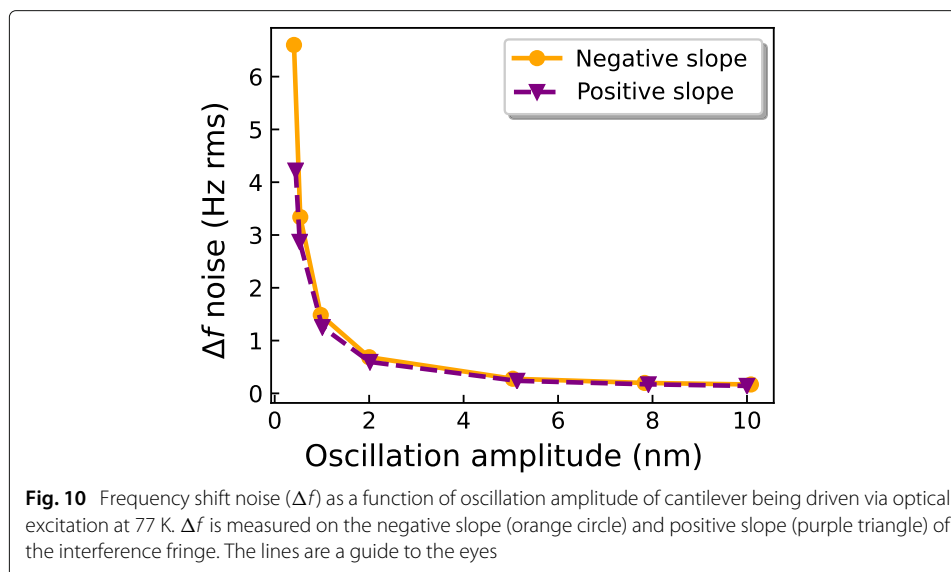 Negative slope
Positive slope
6
5
4
3
2
1
0
Δf noise (Hz rms)
0 2 4 6 8 10
Oscillation amplitude (nm)
Fig. 10 Frequency shift noise (Δf) as a function of oscillation amplitude of cantilever being driven via optical
excitation at 77 K. Δf is measured on the negative slope (orange circle) and positive slope (purple triangle) of
the interference fringe. The lines are a guide to the eyes